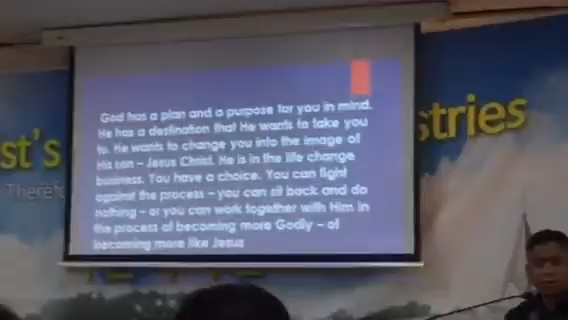 God has a plan and a purpose for you in mind.
He has a destination that He wants to take you
to. He wants to change you into the image of
His son – Jesus Christ. He is in the life change
business. You have a choice. You can fight
against the process – you can sit back and do
nothing – or you can work together with Him in
the process of becoming more Godly – of
becoming more like Jesus
st's
stries
Theref